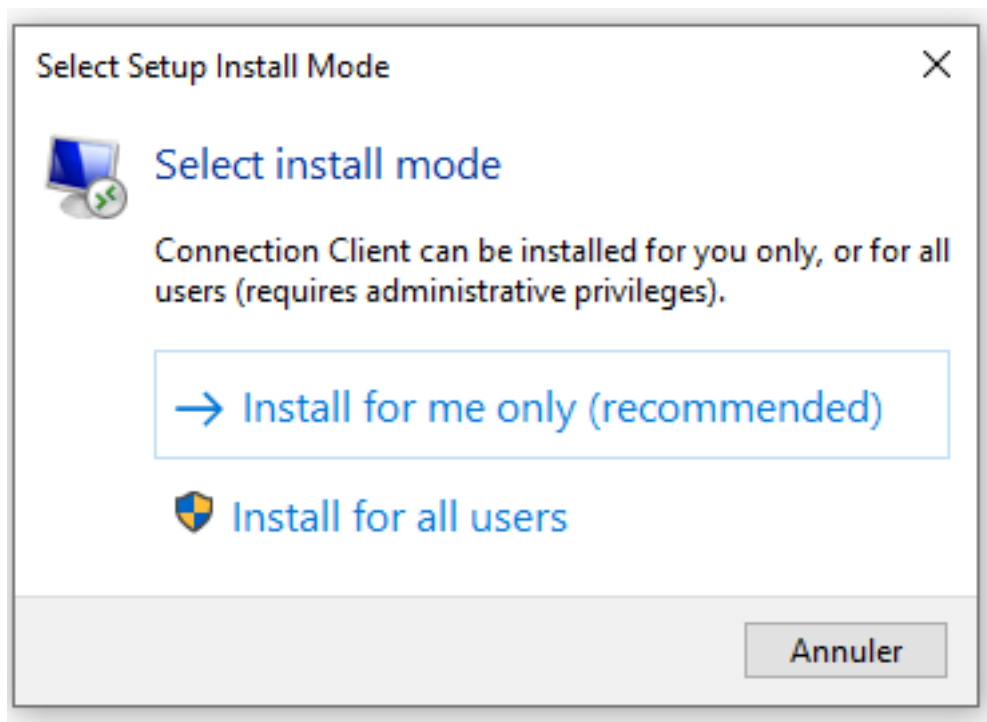 Select Setup Install Mode
Select install mode
Connection Client can be installed for you only, or for all
users (requires administrative privileges).
Install for me only (recommended)
Install for all users
Annuler